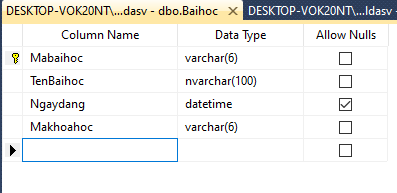 DESKTOP-VOK20NT\...dasv - dbo.Baihoc DESKTOP-VOK20NT\...ldasv - dbo
Column Name Data Type Allow Nulls
Mabaihoc varchar(6)
TenBaihoc nvarchar(100)
Ngaydang datetime
Makhoahoc varchar(6)